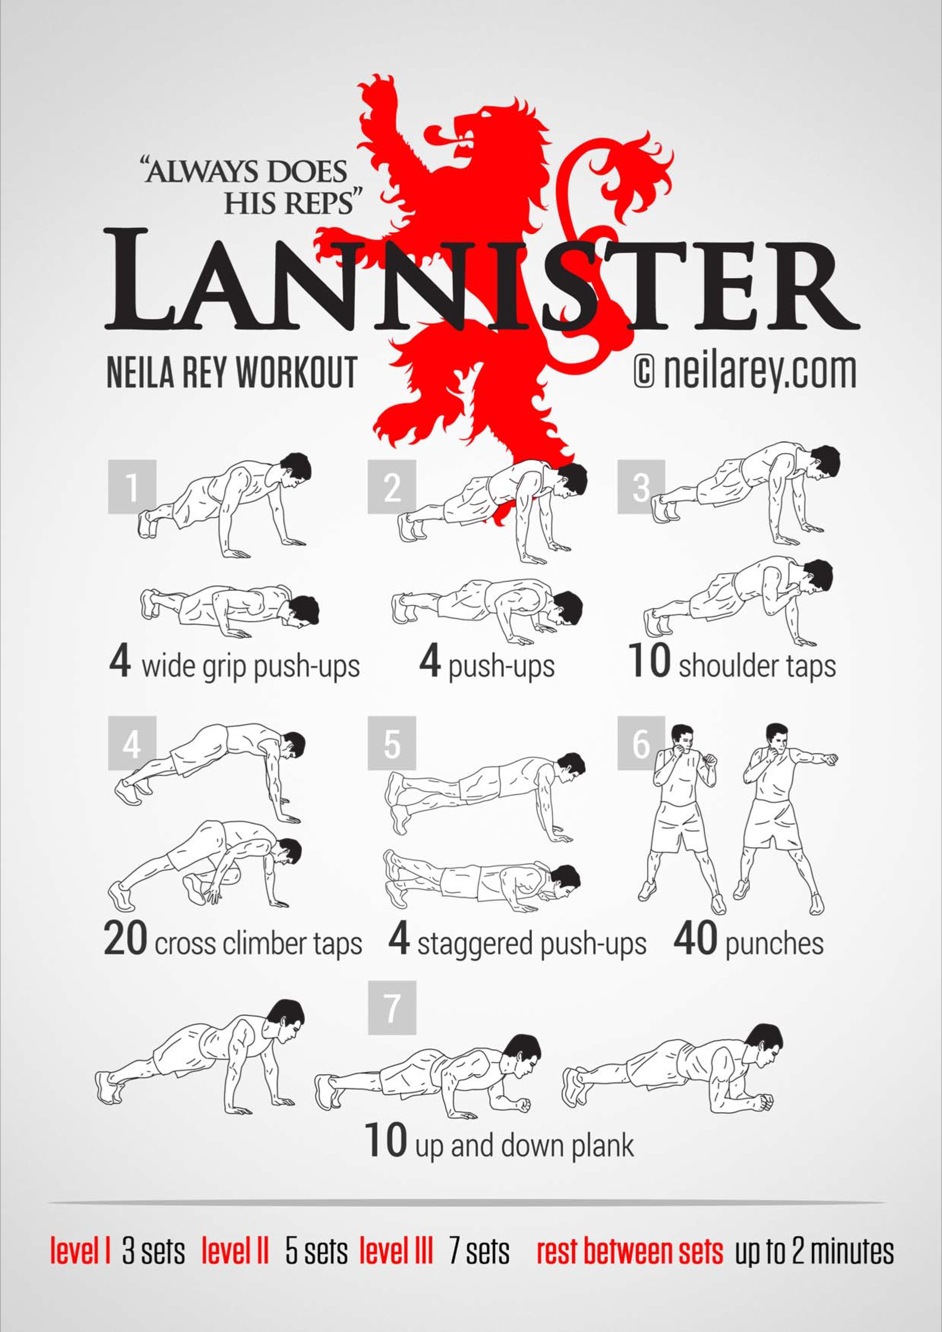 “ALWAYS DOES
HIS REPS”
LANNISTER
NEILA REY WORKOUT
© neilarey.com
1
2
3
4 wide grip push-ups
4 push-ups
10 shoulder taps
4
5
6
20 cross climber taps
4 staggered push-ups
40 punches
7
10 up and down plank
level I 3 sets level II 5 sets level III 7 sets rest between sets up to 2 minutes